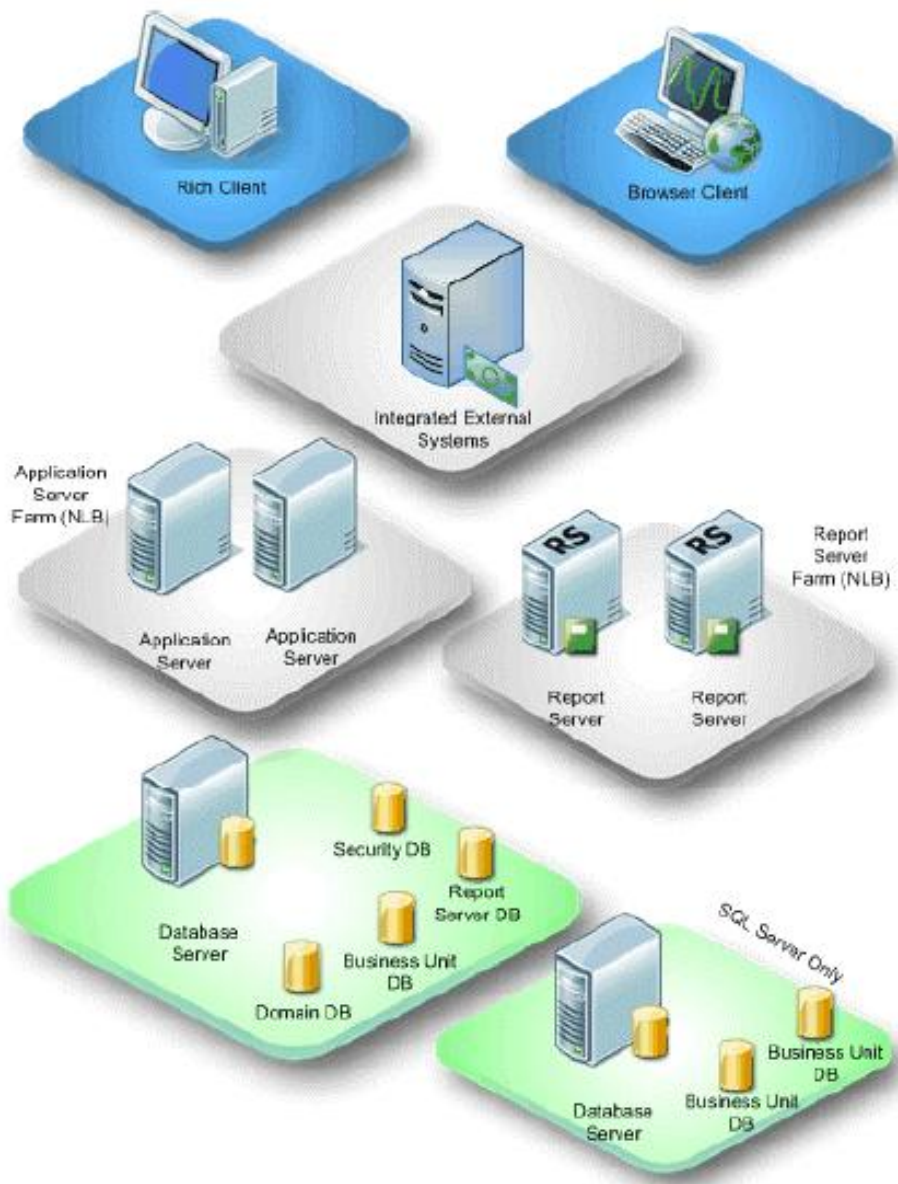 Rich Client
Browser Client
Integrated External
Systems
Application
Server
Farm (NLB)
Application
Server
Application
Server
RS
RS
Report
Server
Farm (NLB)
Report
Server
Report
Server
Security DB
Report
Server DB
Database
Server
Business Unit
DB
Domain DB
SQL Server Only
Business Unit
DB
Business Unit
DB
Database
Server